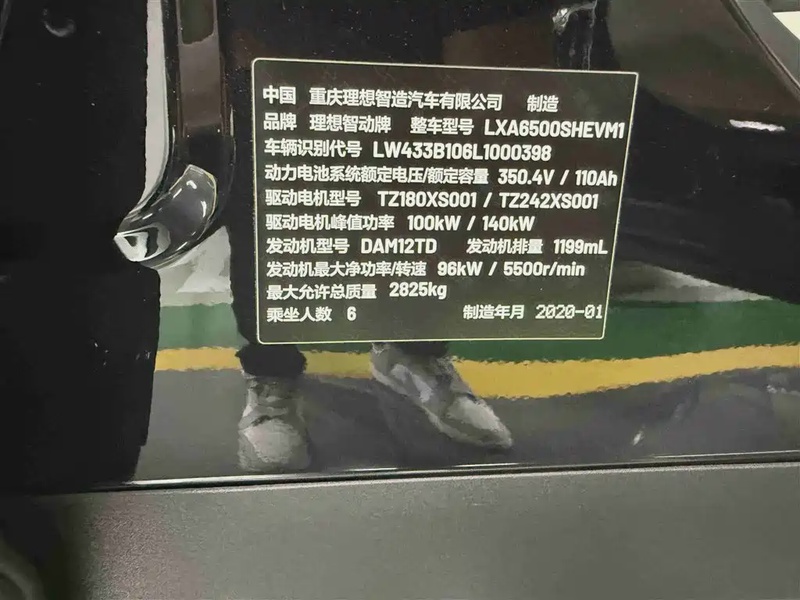 中国 重庆理想智造汽车有限公司 制造
品牌 理想智动牌 整车型号 LXA6500SHEVM1
车辆识别代号 LW433B106L1000398
动力电池系统额定电压/额定容量 350.4V / 110Ah
驱动电机型号 TZ180XS001 / TZ242XS001
驱动电机峰值功率 100kW / 140kW
发动机型号 DAM12TD 发动机排量 1199mL
发动机最大净功率/转速 96kW / 5500r/min
最大允许总质量 2825kg
乘坐人数 6 制造年月 2020-01